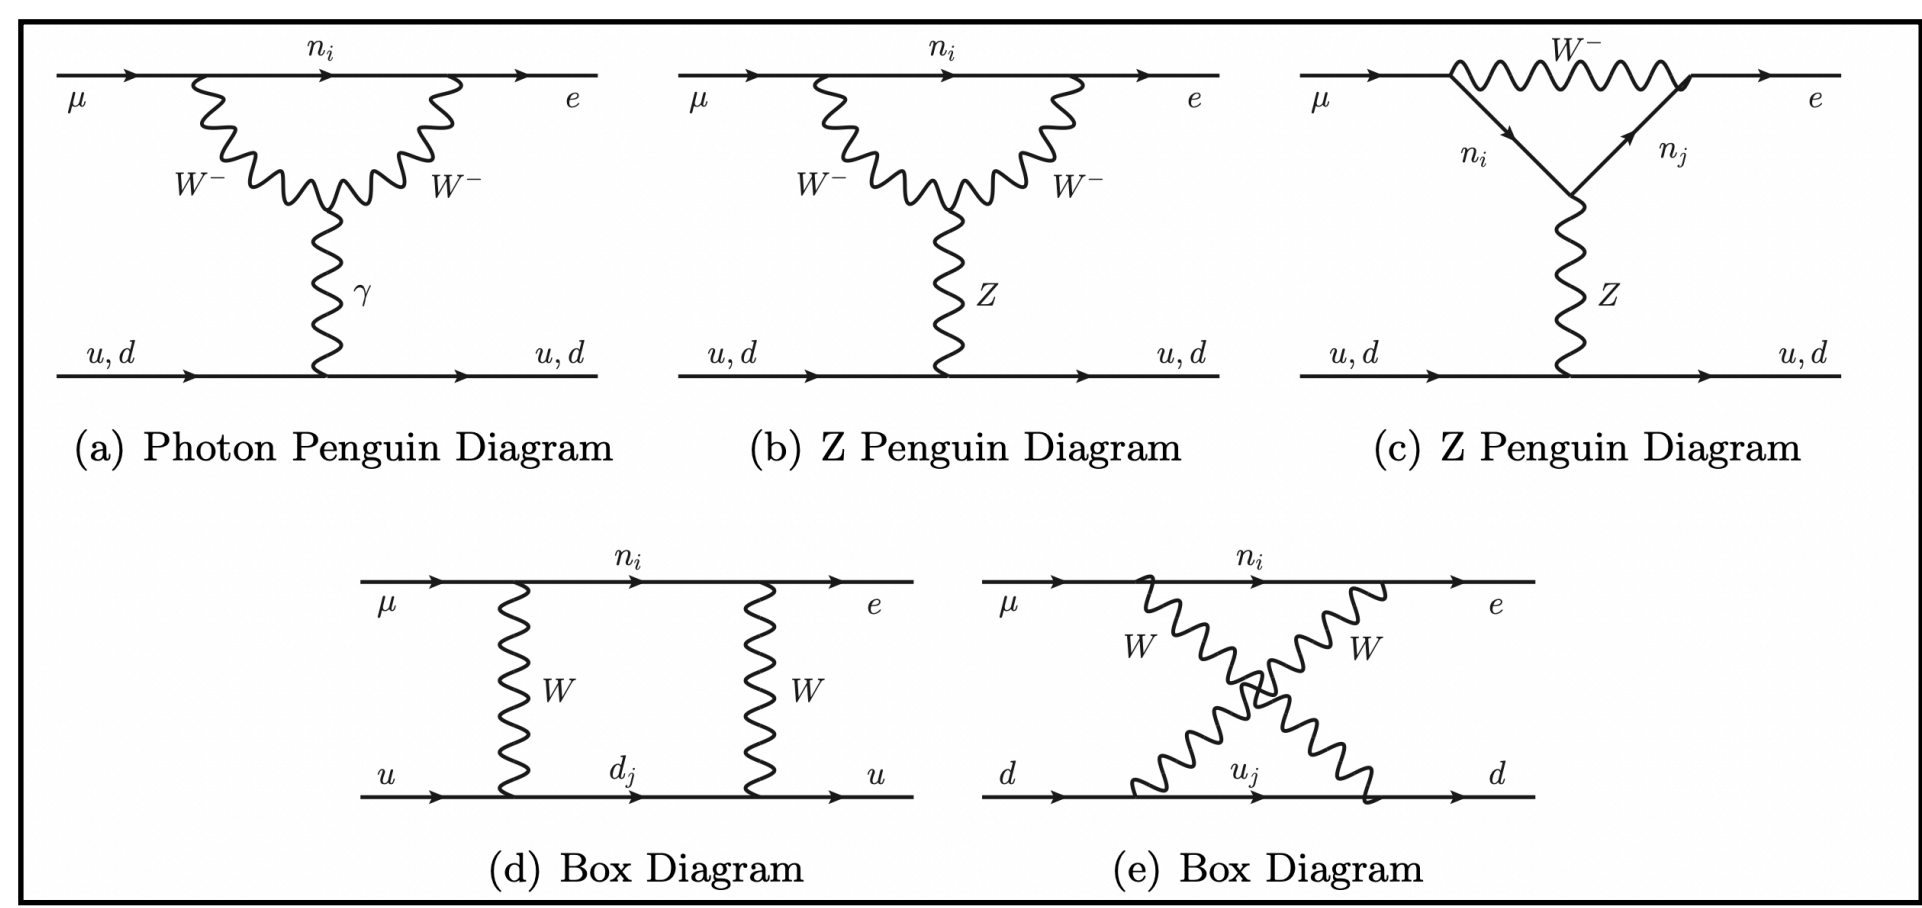 n_i n_i W⁻
μ e μ e μ e
n_i n_j
W⁻ W⁻ W⁻ W⁻
γ Z Z
u, d u, d u, d u, d u, d u, d
(a) Photon Penguin Diagram (b) Z Penguin Diagram (c) Z Penguin Diagram
n_i n_i
μ e μ e
W W
W W
u d_j u d u_j d
(d) Box Diagram (e) Box Diagram